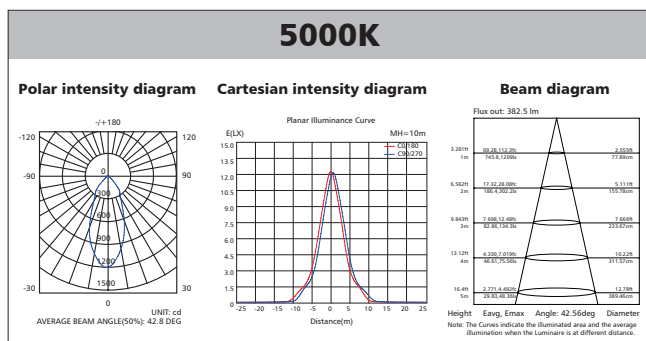 5000K
Polar intensity diagram
-/+180
-120
120
-90
90
0
300
600
900
1200
1500
-30
30
0
UNIT: cd
AVERAGE BEAM ANGLE(50%): 42.8 DEG
Cartesian intensity diagram
Planar Illuminance Curve
E(LX)
MH=10m
C0/180
C90/270
15.0
13.5
12.0
10.5
9.0
7.5
6.0
4.5
3.0
1.5
0
-25 -20 -15 -10 -5 0 5 10 15 20 25
Distance(m)
Beam diagram
Flux out: 382.5 lm
3.281ft 69.28,112.3fc 2.555ft
1m 745.8,1209lx 77.89cm
6.562ft 17.32,28.08fc 5.111ft
2m 186.4,302.2lx 155.78cm
9.843ft 7.698,12.48fc 7.666ft
3m 82.86,134.3lx 233.67cm
13.12ft 4.330,7.019fc 10.22ft
4m 46.61,75.56lx 311.57cm
16.4ft 2.771,4.492fc 12.78ft
5m 29.83,48.36lx 389.46cm
Height Eavg, Emax Angle: 42.56deg Diameter
Note: The Curves indicate the illuminated area and the average
illumination when the Luminaire is at different distance.